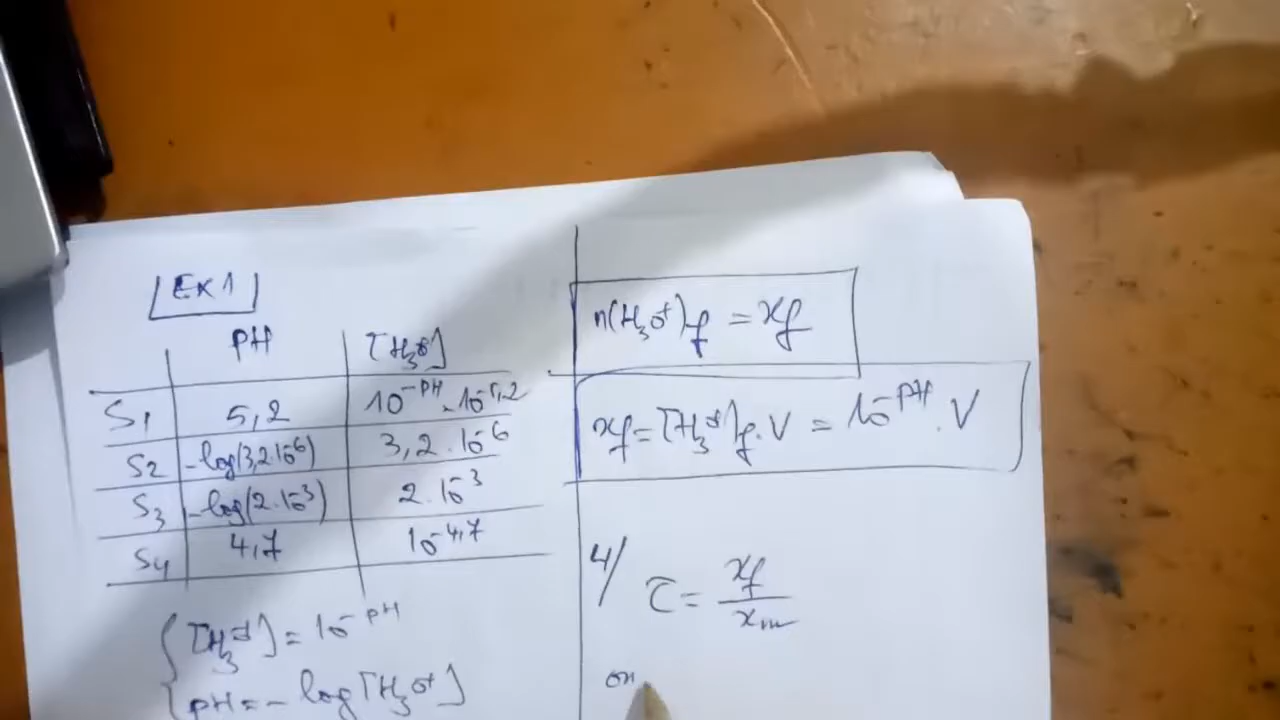 EX1
PH [H₃O⁺]
S1 5,2 10^-PH = 10^-5,2
S2 -log(3,2.10^-6) 3,2.10^-6
S3 -log(2.10^-3) 2.10^-3
S4 4,7 10^-4,7
[H₃O⁺] = 10^-PH
PH = -log[H₃O⁺]
n(H₃O⁺)f = xf
xf = [H₃O⁺]f.V = 10^-PH.V
4/ τ = xf/xm
on